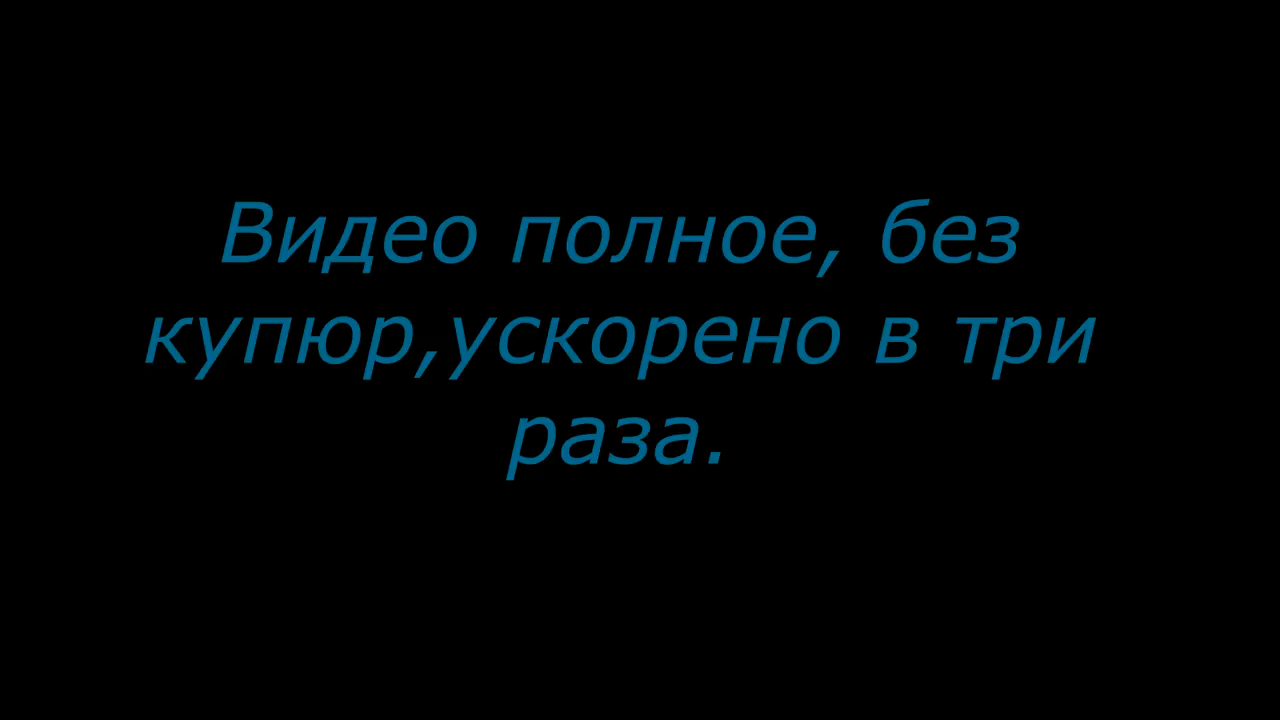 Видео полное, без
купюр,ускорено в три
раза.